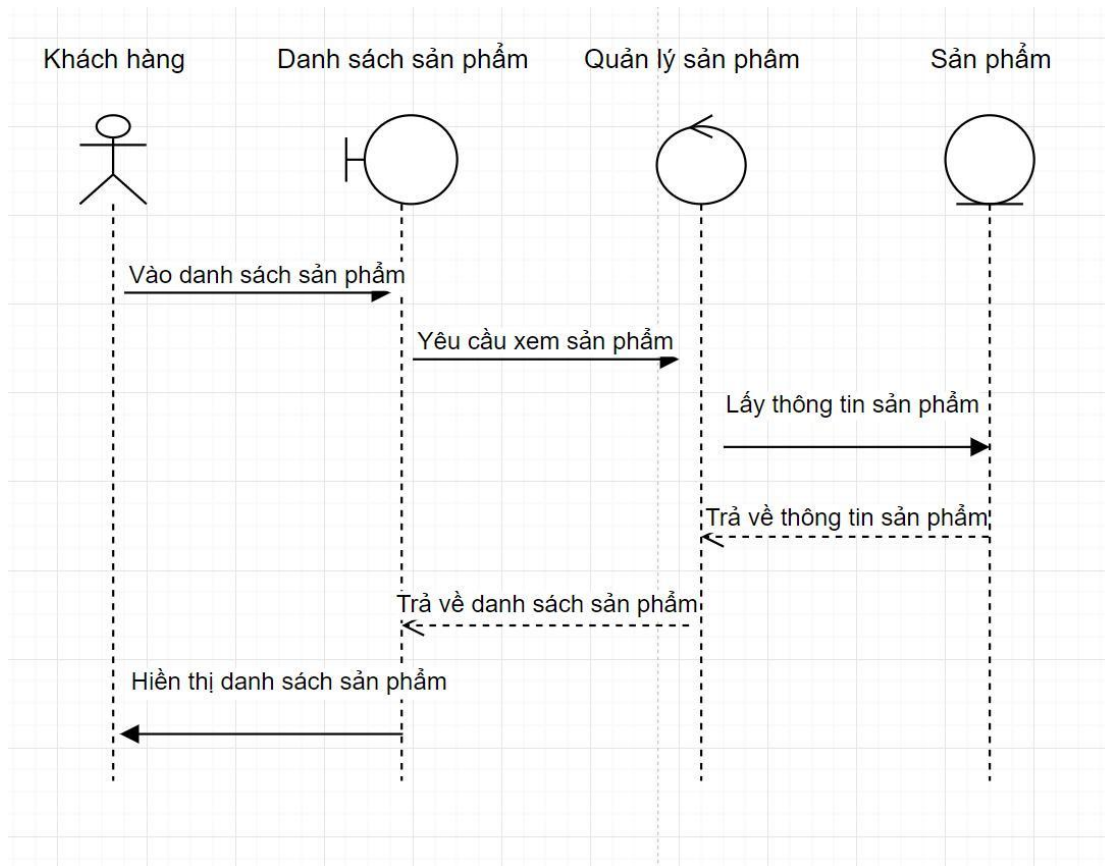 Khách hàng
Danh sách sản phẩm
Quản lý sản phâm
Sản phẩm
Vào danh sách sản phẩm
Yêu cầu xem sản phẩm
Lấy thông tin sản phẩm
Trả về thông tin sản phẩm
Trả về danh sách sản phẩm
Hiền thị danh sách sản phẩm